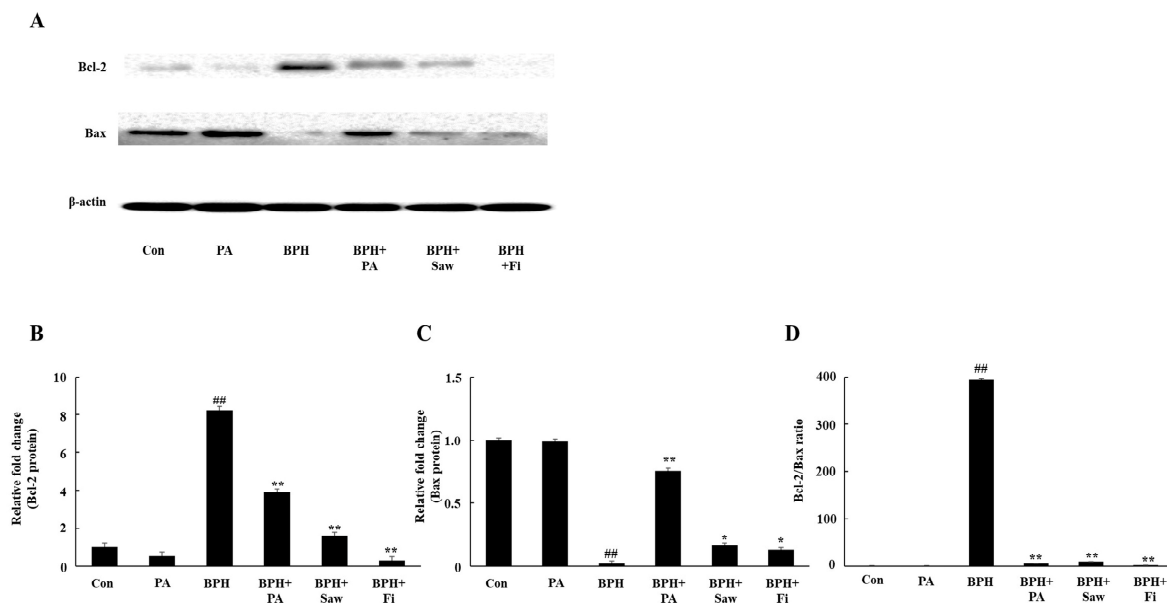 A
Bcl-2
Bax
β-actin
Con PA BPH BPH+ BPH+ BPH
PA Saw +Fi
B
Relative fold change
(Bcl-2 protein)
10
8
6
4
2
0
##
**
**
**
Con PA BPH BPH+ BPH+ BPH+
PA Saw Fi
C
Relative fold change
(Bax protein)
1.5
1.0
0.5
0
##
**
*
*
Con PA BPH BPH+ BPH+ BPH+
PA Saw Fi
D
Bcl-2/Bax ratio
400
300
200
100
0
##
**
**
**
Con PA BPH BPH+ BPH+ BPH+
PA Saw Fi